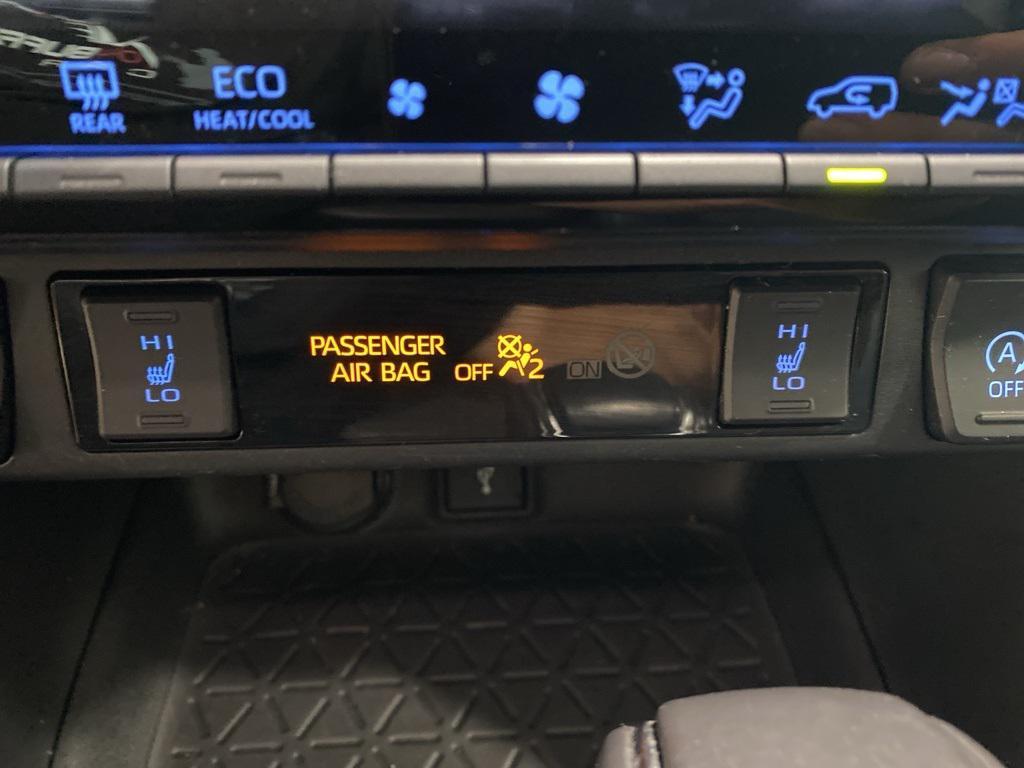 REAR
ECO
HEAT/COOL
HI
LO
PASSENGER
AIR BAG OFF 2
ON
HI
LO
A
OFF